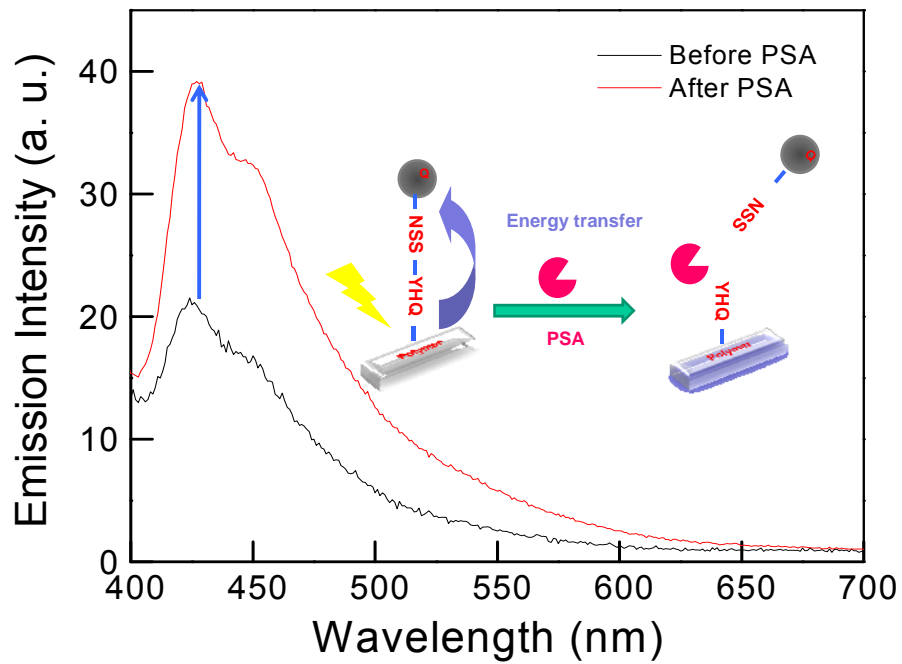 Before PSA
After PSA
Emission Intensity (a. u.)
40
30
20
10
0
Q
NSS
YHQ
Polymer
Energy transfer
PSA
Q
NSS
YHQ
Polymer
400 450 500 550 600 650 700
Wavelength (nm)